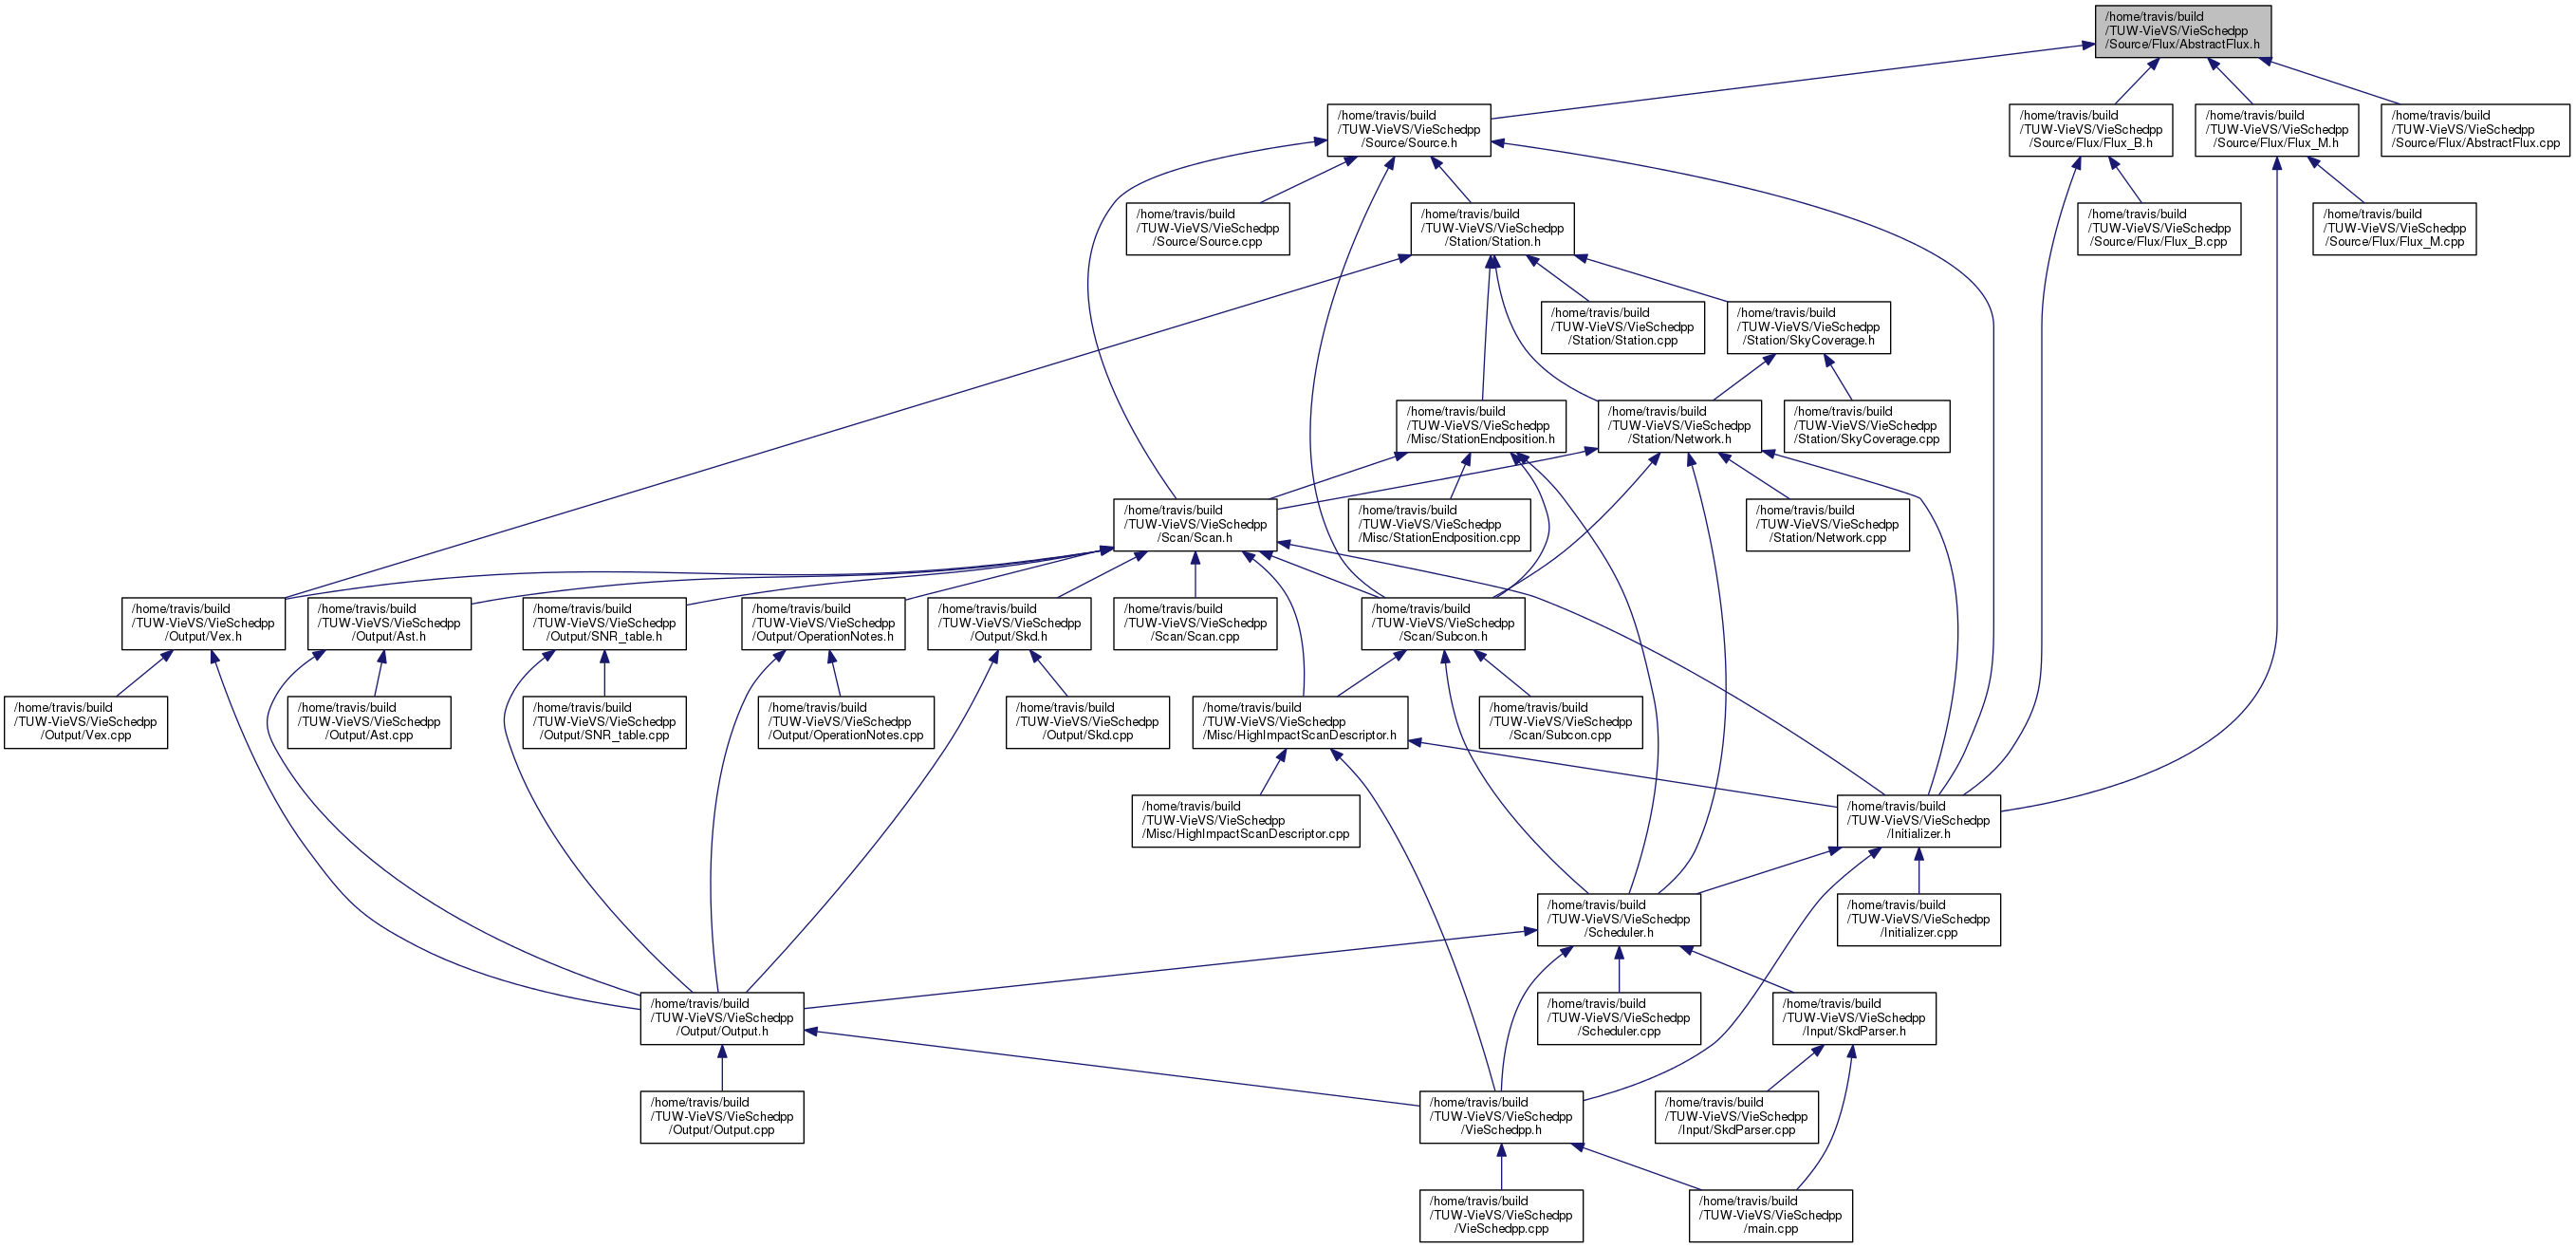 /home/travis/build
/TUW-VieVS/VieSchedpp
/Source/Flux/AbstractFlux.h
/home/travis/build
/TUW-VieVS/VieSchedpp
/Source/Source.h
/home/travis/build
/TUW-VieVS/VieSchedpp
/Source/Flux/Flux_B.h
/home/travis/build
/TUW-VieVS/VieSchedpp
/Source/Flux/Flux_M.h
/home/travis/build
/TUW-VieVS/VieSchedpp
/Source/Flux/AbstractFlux.cpp
/home/travis/build
/TUW-VieVS/VieSchedpp
/Source/Source.cpp
/home/travis/build
/TUW-VieVS/VieSchedpp
/Station/Station.h
/home/travis/build
/TUW-VieVS/VieSchedpp
/Source/Flux/Flux_B.cpp
/home/travis/build
/TUW-VieVS/VieSchedpp
/Source/Flux/Flux_M.cpp
/home/travis/build
/TUW-VieVS/VieSchedpp
/Station/Station.cpp
/home/travis/build
/TUW-VieVS/VieSchedpp
/Station/SkyCoverage.h
/home/travis/build
/TUW-VieVS/VieSchedpp
/Misc/StationEndposition.h
/home/travis/build
/TUW-VieVS/VieSchedpp
/Station/Network.h
/home/travis/build
/TUW-VieVS/VieSchedpp
/Station/SkyCoverage.cpp
/home/travis/build
/TUW-VieVS/VieSchedpp
/Scan/Scan.h
/home/travis/build
/TUW-VieVS/VieSchedpp
/Misc/StationEndposition.cpp
/home/travis/build
/TUW-VieVS/VieSchedpp
/Station/Network.cpp
/home/travis/build
/TUW-VieVS/VieSchedpp
/Output/Vex.h
/home/travis/build
/TUW-VieVS/VieSchedpp
/Output/Ast.h
/home/travis/build
/TUW-VieVS/VieSchedpp
/Output/SNR_table.h
/home/travis/build
/TUW-VieVS/VieSchedpp
/Output/OperationNotes.h
/home/travis/build
/TUW-VieVS/VieSchedpp
/Output/Skd.h
/home/travis/build
/TUW-VieVS/VieSchedpp
/Scan/Scan.cpp
/home/travis/build
/TUW-VieVS/VieSchedpp
/Scan/Subcon.h
/home/travis/build
/TUW-VieVS/VieSchedpp
/Output/Vex.cpp
/home/travis/build
/TUW-VieVS/VieSchedpp
/Output/Ast.cpp
/home/travis/build
/TUW-VieVS/VieSchedpp
/Output/SNR_table.cpp
/home/travis/build
/TUW-VieVS/VieSchedpp
/Output/OperationNotes.cpp
/home/travis/build
/TUW-VieVS/VieSchedpp
/Output/Skd.cpp
/home/travis/build
/TUW-VieVS/VieSchedpp
/Misc/HighImpactScanDescriptor.h
/home/travis/build
/TUW-VieVS/VieSchedpp
/Scan/Subcon.cpp
/home/travis/build
/TUW-VieVS/VieSchedpp
/Misc/HighImpactScanDescriptor.cpp
/home/travis/build
/TUW-VieVS/VieSchedpp
/Initializer.h
/home/travis/build
/TUW-VieVS/VieSchedpp
/Scheduler.h
/home/travis/build
/TUW-VieVS/VieSchedpp
/Initializer.cpp
/home/travis/build
/TUW-VieVS/VieSchedpp
/Output/Output.h
/home/travis/build
/TUW-VieVS/VieSchedpp
/Scheduler.cpp
/home/travis/build
/TUW-VieVS/VieSchedpp
/Input/SkdParser.h
/home/travis/build
/TUW-VieVS/VieSchedpp
/Output/Output.cpp
/home/travis/build
/TUW-VieVS/VieSchedpp
/VieSchedpp.h
/home/travis/build
/TUW-VieVS/VieSchedpp
/Input/SkdParser.cpp
/home/travis/build
/TUW-VieVS/VieSchedpp
/VieSchedpp.cpp
/home/travis/build
/TUW-VieVS/VieSchedpp
/main.cpp